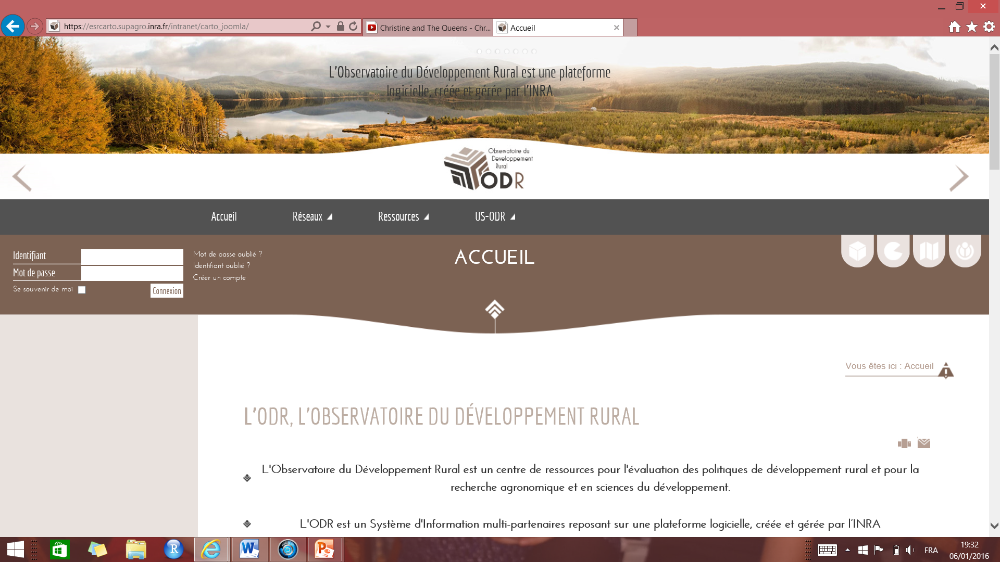 https://esrcarto.supagro.inra.fr/intranet/carto_joomla/
Christine and The Queens - Chr...
Accueil
L'Observatoire du Développement Rural est une plateforme
logicielle, créée et gérée par l'INRA
Observatoire du
Developpement
Rural
ODR
Accueil
Réseaux
Ressources
US-ODR
Identifiant
Mot de passe
Se souvenir de moi
Connexion
Mot de passe oublié ?
Identifiant oublié ?
Créer un compte
ACCUEIL
Vous êtes ici : Accueil
L'ODR, L'OBSERVATOIRE DU DÉVELOPPEMENT RURAL
L'Observatoire du Développement Rural est un centre de ressources pour l'évaluation des politiques de développement rural et pour la
recherche agronomique et en sciences du développement.
L'ODR est un Système d'Information multi-partenaires reposant sur une plateforme logicielle, créée et gérée par l'INRA
R
FRA
19:32
06/01/2016